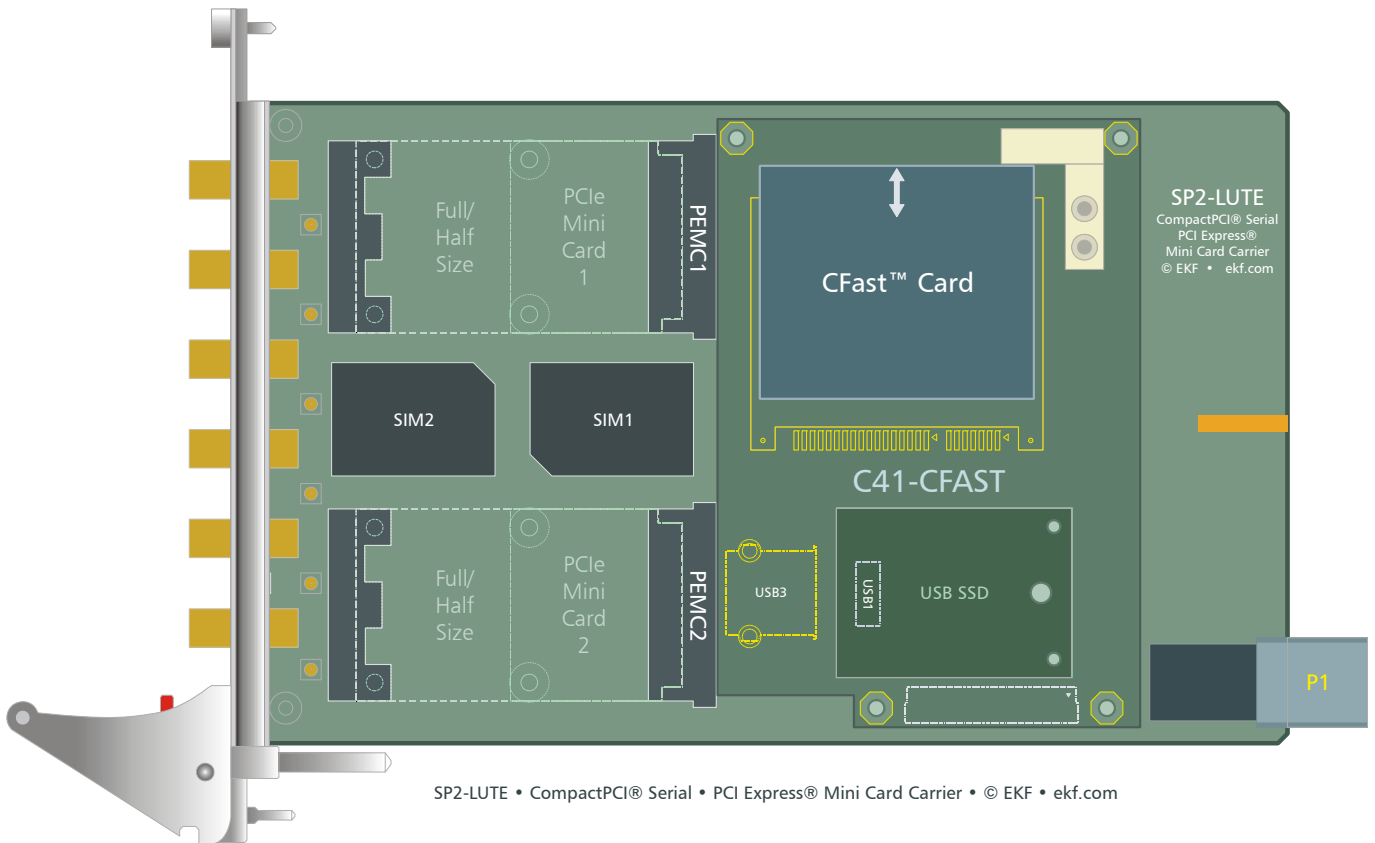 Full/
Half
Size
PCIe
Mini
Card
1
PEMC1
CFast™ Card
SP2-LUTE
CompactPCI® Serial
PCI Express®
Mini Card Carrier
© EKF • ekf.com
SIM2
SIM1
C41-CFAST
Full/
Half
Size
PCIe
Mini
Card
2
PEMC2
USB3
USB1
USB SSD
P1
SP2-LUTE • CompactPCI® Serial • PCI Express® Mini Card Carrier • © EKF • ekf.com